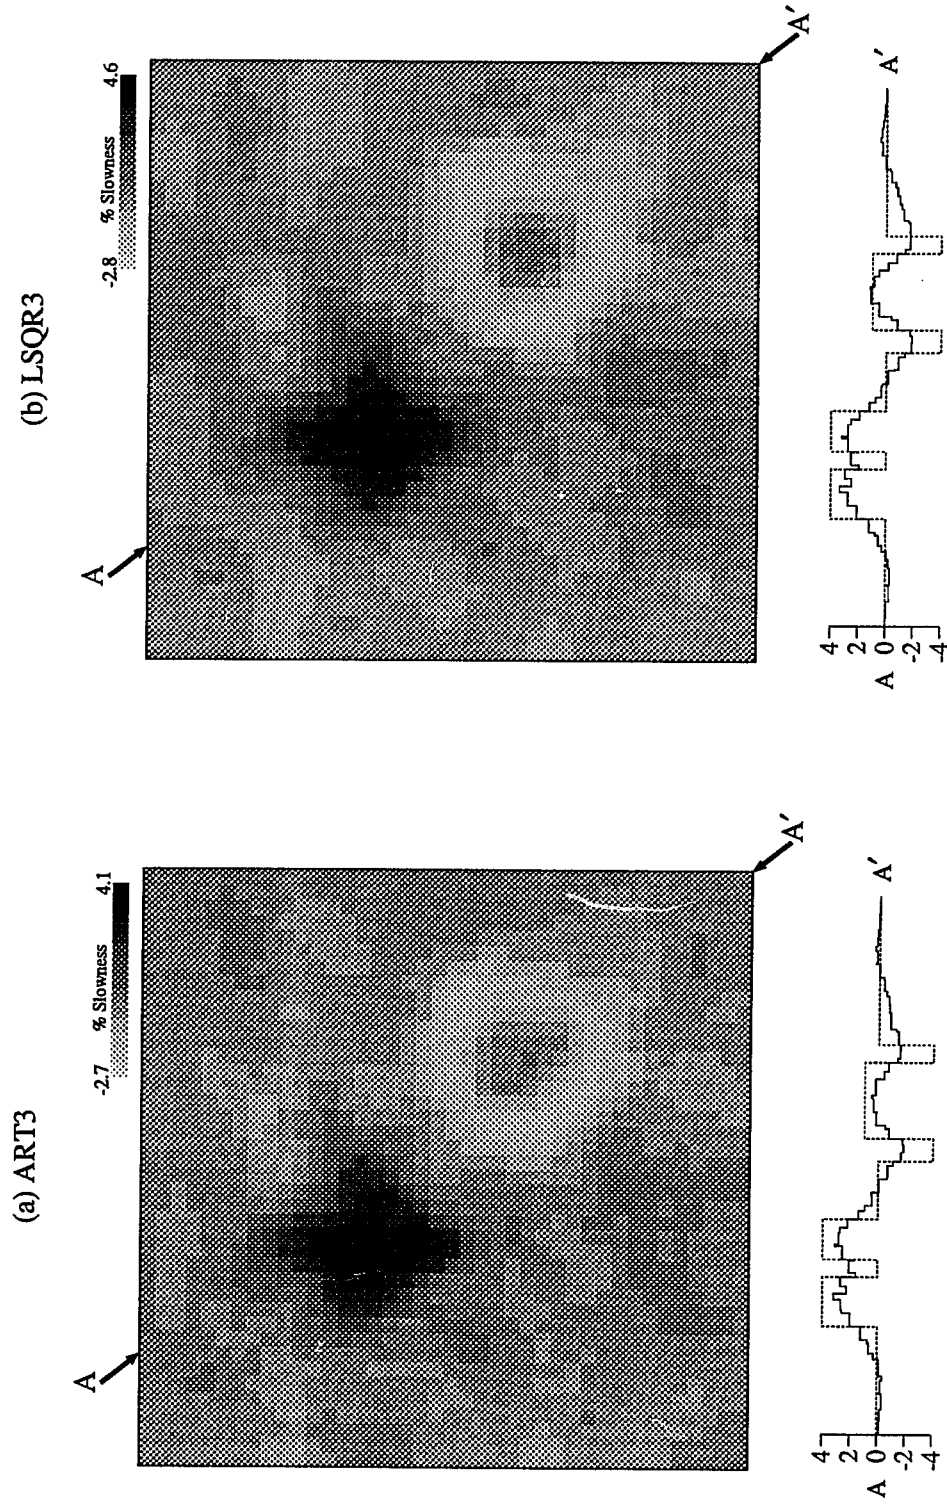 (a) ART3
-2.7 % Slowness 4.1
A
A′
4
2
0
-2
-4
A
A′
(b) LSQR3
-2.8 % Slowness 4.6
A
A′
4
2
0
-2
-4
A
A′